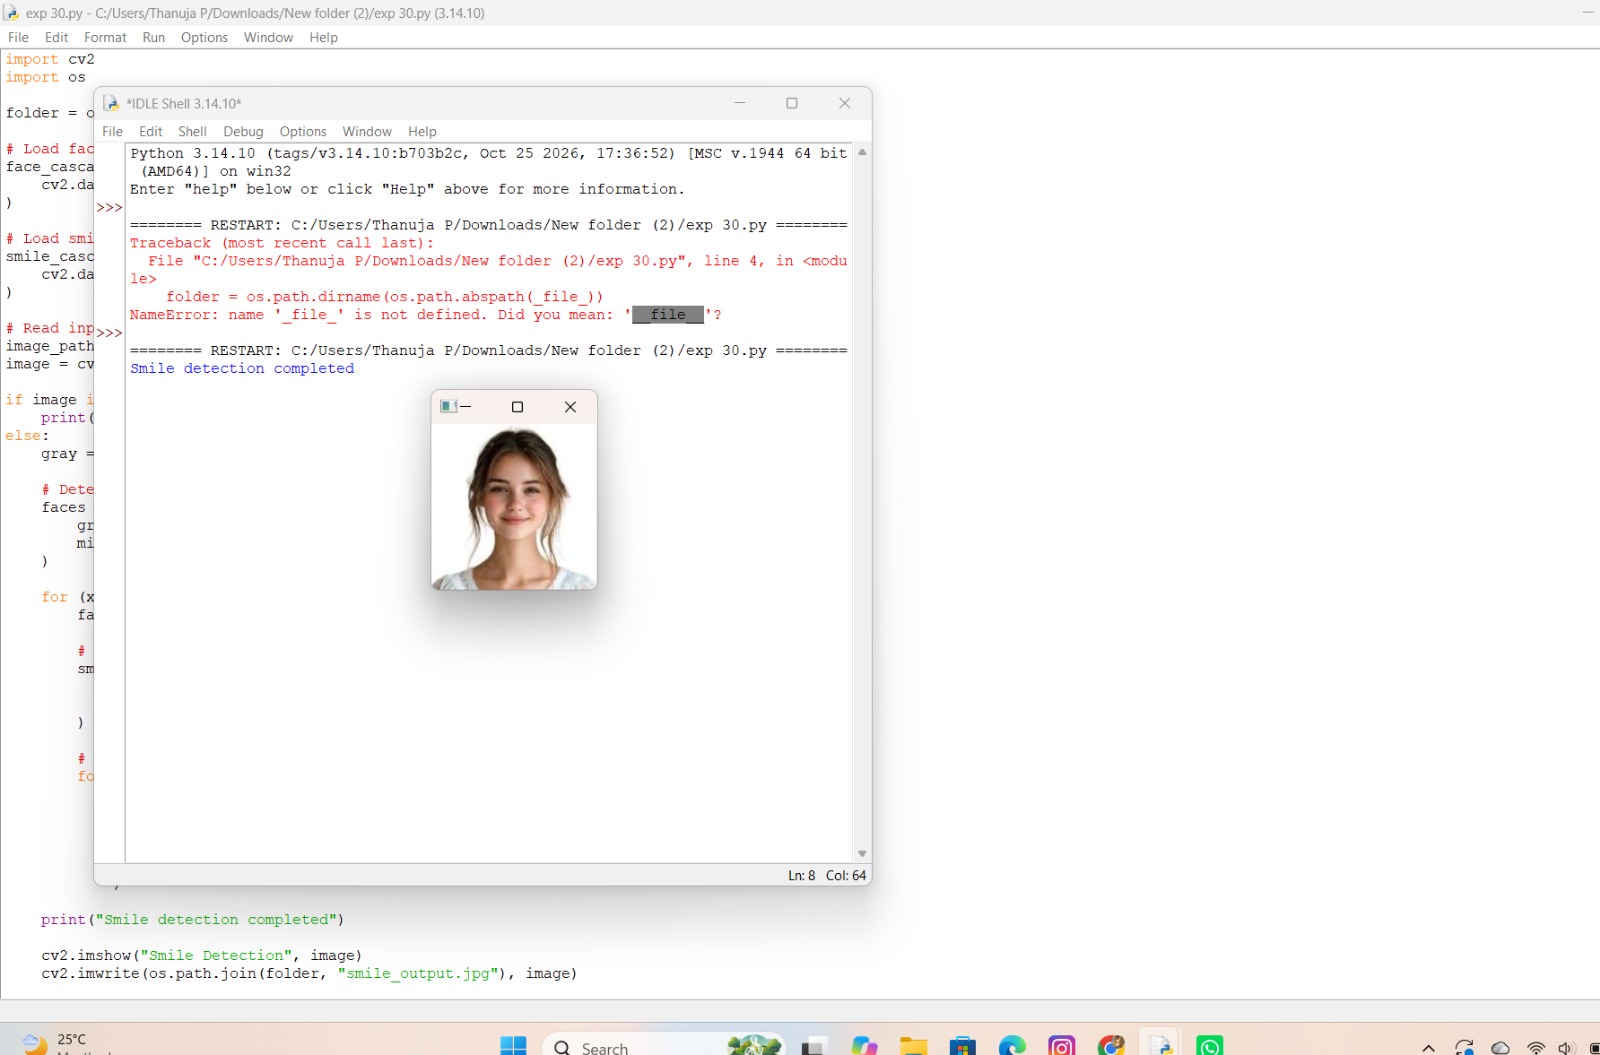 exp 30.py - C:/Users/Thanuja P/Downloads/New folder (2)/exp 30.py (3.14.10)
File Edit Format Run Options Window Help
import cv2
import os
folder = o
# Load fac
face_casca
cv2.da
)
# Load smi
smile_casc
cv2.da
)
# Read inp
image_path
image = cv
if image i
print(
else:
gray =
# Dete
faces
gr
mi
)
for (x
fa
#
sm
)
#
fo
print("Smile detection completed")
cv2.imshow("Smile Detection", image)
cv2.imwrite(os.path.join(folder, "smile_output.jpg"), image)
*IDLE Shell 3.14.10*
File Edit Shell Debug Options Window Help
Python 3.14.10 (tags/v3.14.10:b703b2c, Oct 25 2026, 17:36:52) [MSC v.1944 64 bit
(AMD64)] on win32
Enter "help" below or click "Help" above for more information.
>>>
======== RESTART: C:/Users/Thanuja P/Downloads/New folder (2)/exp 30.py ========
Traceback (most recent call last):
File "C:/Users/Thanuja P/Downloads/New folder (2)/exp 30.py", line 4, in <modu
le>
folder = os.path.dirname(os.path.abspath(_file_))
NameError: name '_file_' is not defined. Did you mean: '__file__'?
>>>
======== RESTART: C:/Users/Thanuja P/Downloads/New folder (2)/exp 30.py ========
Smile detection completed
Ln: 8 Col: 64
25°C
Search